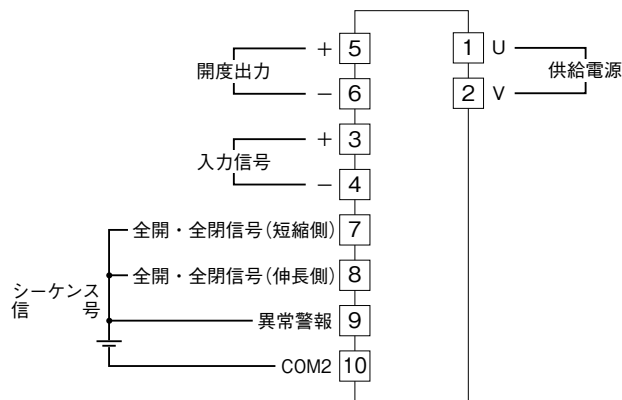 + 5
開度出力
− 6
+ 3
入力信号
− 4
全開・全閉信号(短縮側) 7
全開・全閉信号(伸長側) 8
シーケンス
信号
異常警報 9
COM2 10
1 U
供給電源
2 V